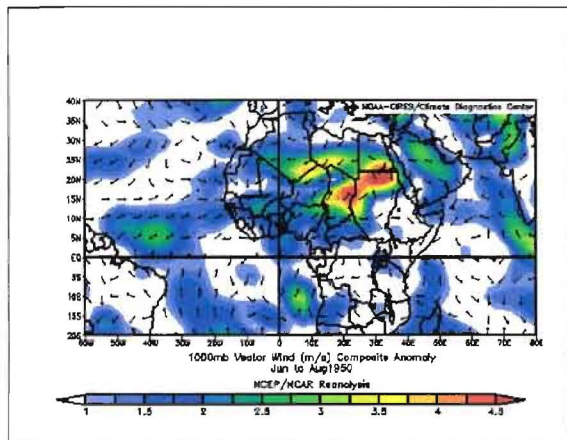 NOAA-CIRES/Climate Diagnostics Center
40N
35N
30N
25N
20N
15N
10N
5N
EQ
5S
10S
15S
20S
60W 50W 40W 30W 20W 10W 0 10E 20E 30E 40E 50E 60E 70E 80E
1000mb Vector Wind (m/s) Composite Anomaly
Jun to Aug1950
NCEP/NCAR Reanalysis
1 1.5 2 2.5 3 3.5 4 4.5